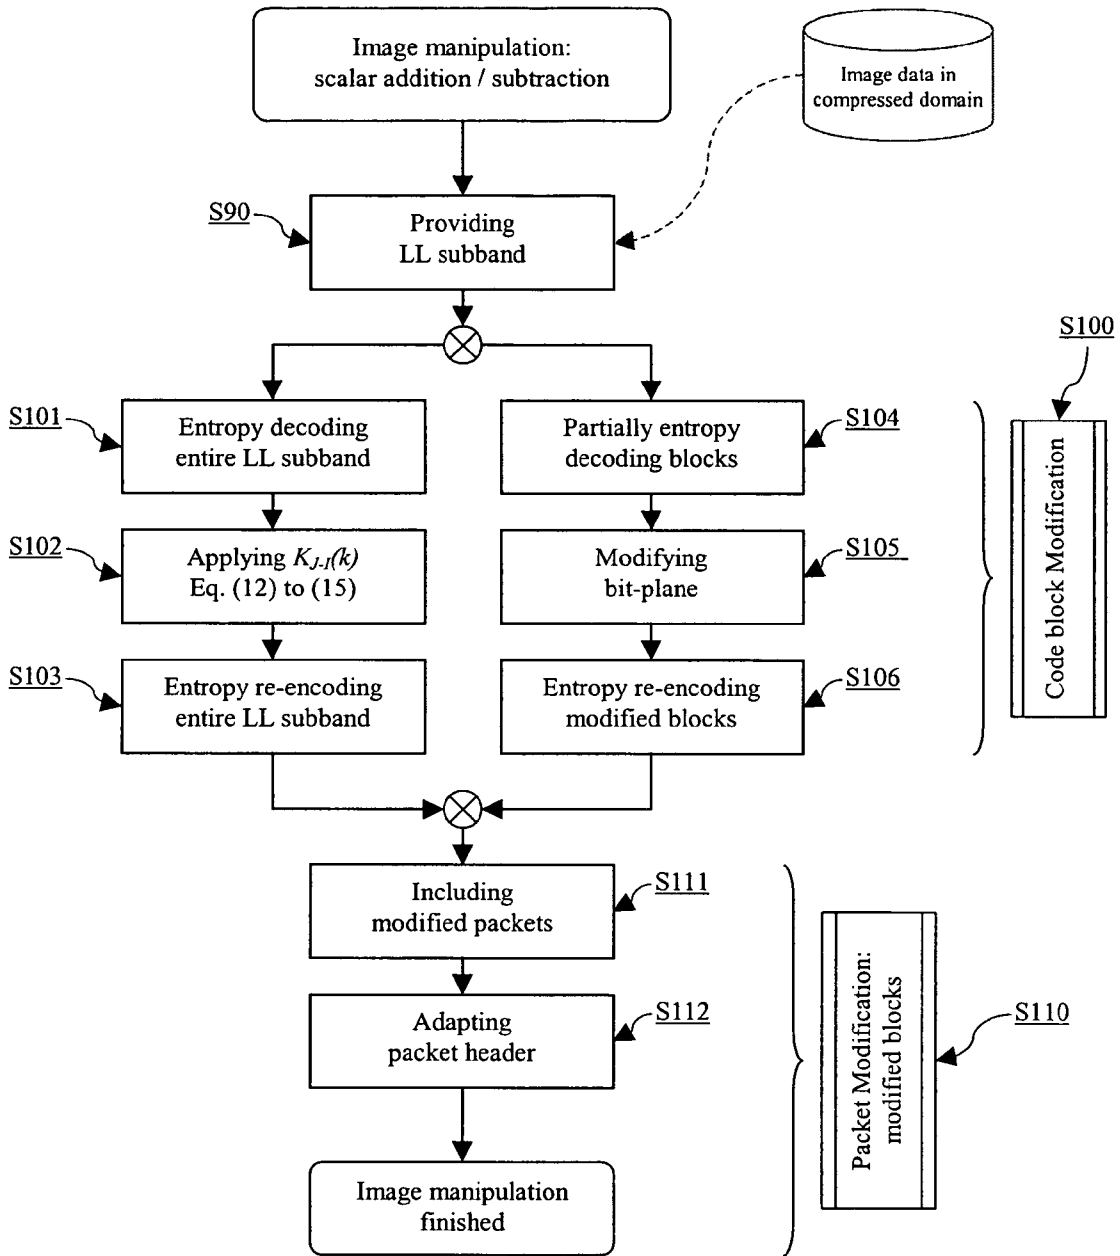 Image manipulation:
scalar addition / subtraction
Image data in
compressed domain
S90
Providing
LL subband
S100
S101
Entropy decoding
entire LL subband
Partially entropy
decoding blocks
S104
S102
Applying K_{J-1}(k)
Eq. (12) to (15)
Modifying
bit-plane
S105
S103
Entropy re-encoding
entire LL subband
Entropy re-encoding
modified blocks
S106
Code block Modification
Including
modified packets
S111
Adapting
packet header
S112
Packet Modification:
modified blocks
S110
Image manipulation
finished